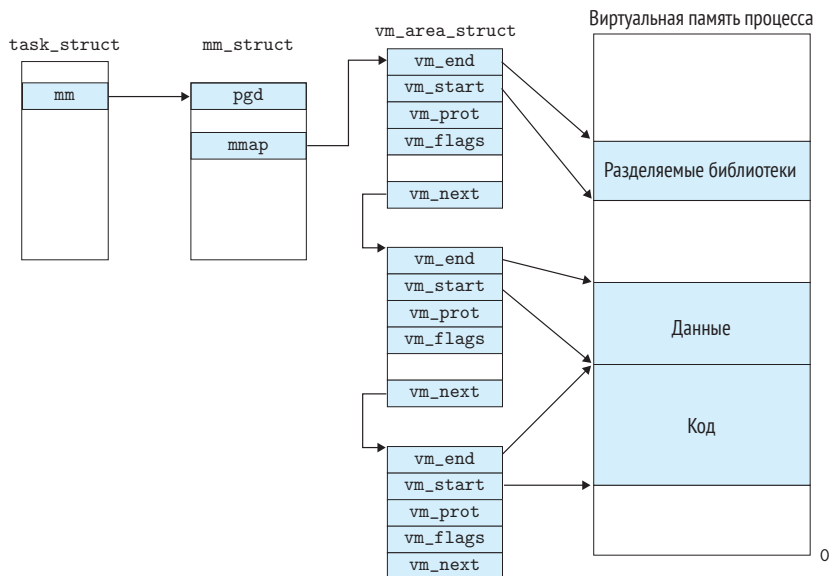 task_struct
mm
mm_struct
pgd
mmap
vm_area_struct
vm_end
vm_start
vm_prot
vm_flags
vm_next
vm_end
vm_start
vm_prot
vm_flags
vm_next
vm_end
vm_start
vm_prot
vm_flags
vm_next
Виртуальная память процесса
Разделяемые библиотеки
Данные
Код
0